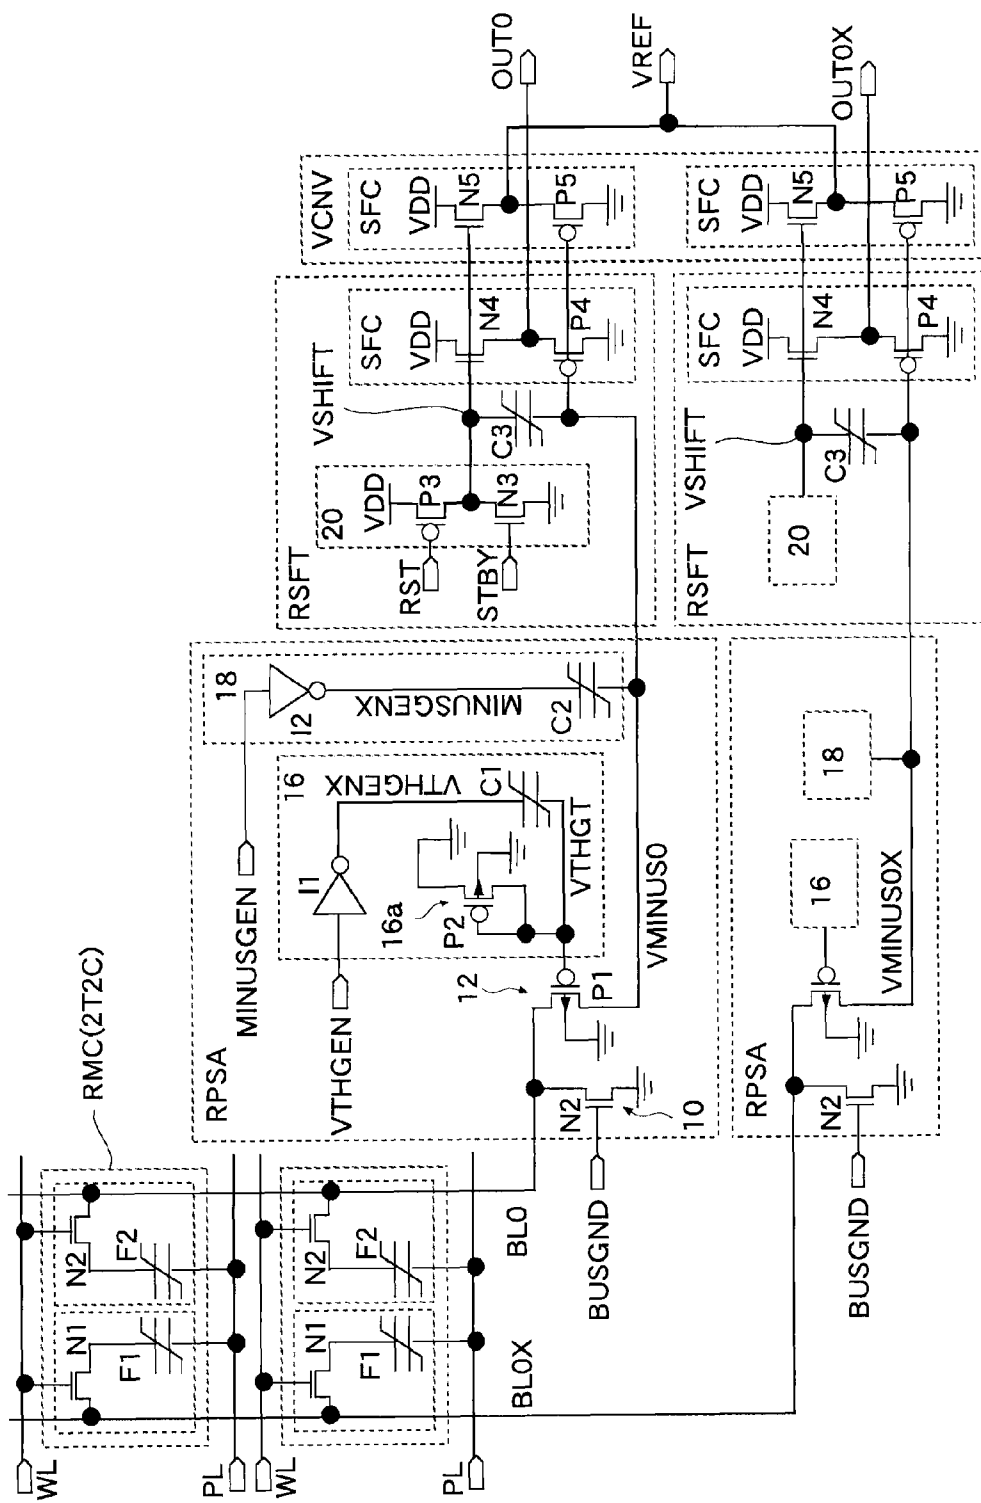 WL
PL
WL
PL
RMC(2T2C)
N1
F1
N2
F2
N1
F1
N2
F2
BL0X
BL0
RPSA
MINUSGEN
VTHGEN
BUSGND
N2
10
12
P1
I1
16
VTHGENX
C1
16a
P2
VTHGT
18
I2
MINUSGENX
C2
VMINUS0
RSFT
20
VDD
P3
RST
N3
STBY
VSHIFT
C3
SFC
VDD
N4
P4
VCNV
SFC
VDD
N5
P5
OUT0
VREF
RPSA
BUSGND
N2
16
18
VMINUS0X
RSFT
20
VSHIFT
C3
SFC
VDD
N4
P4
SFC
VDD
N5
P5
OUT0X